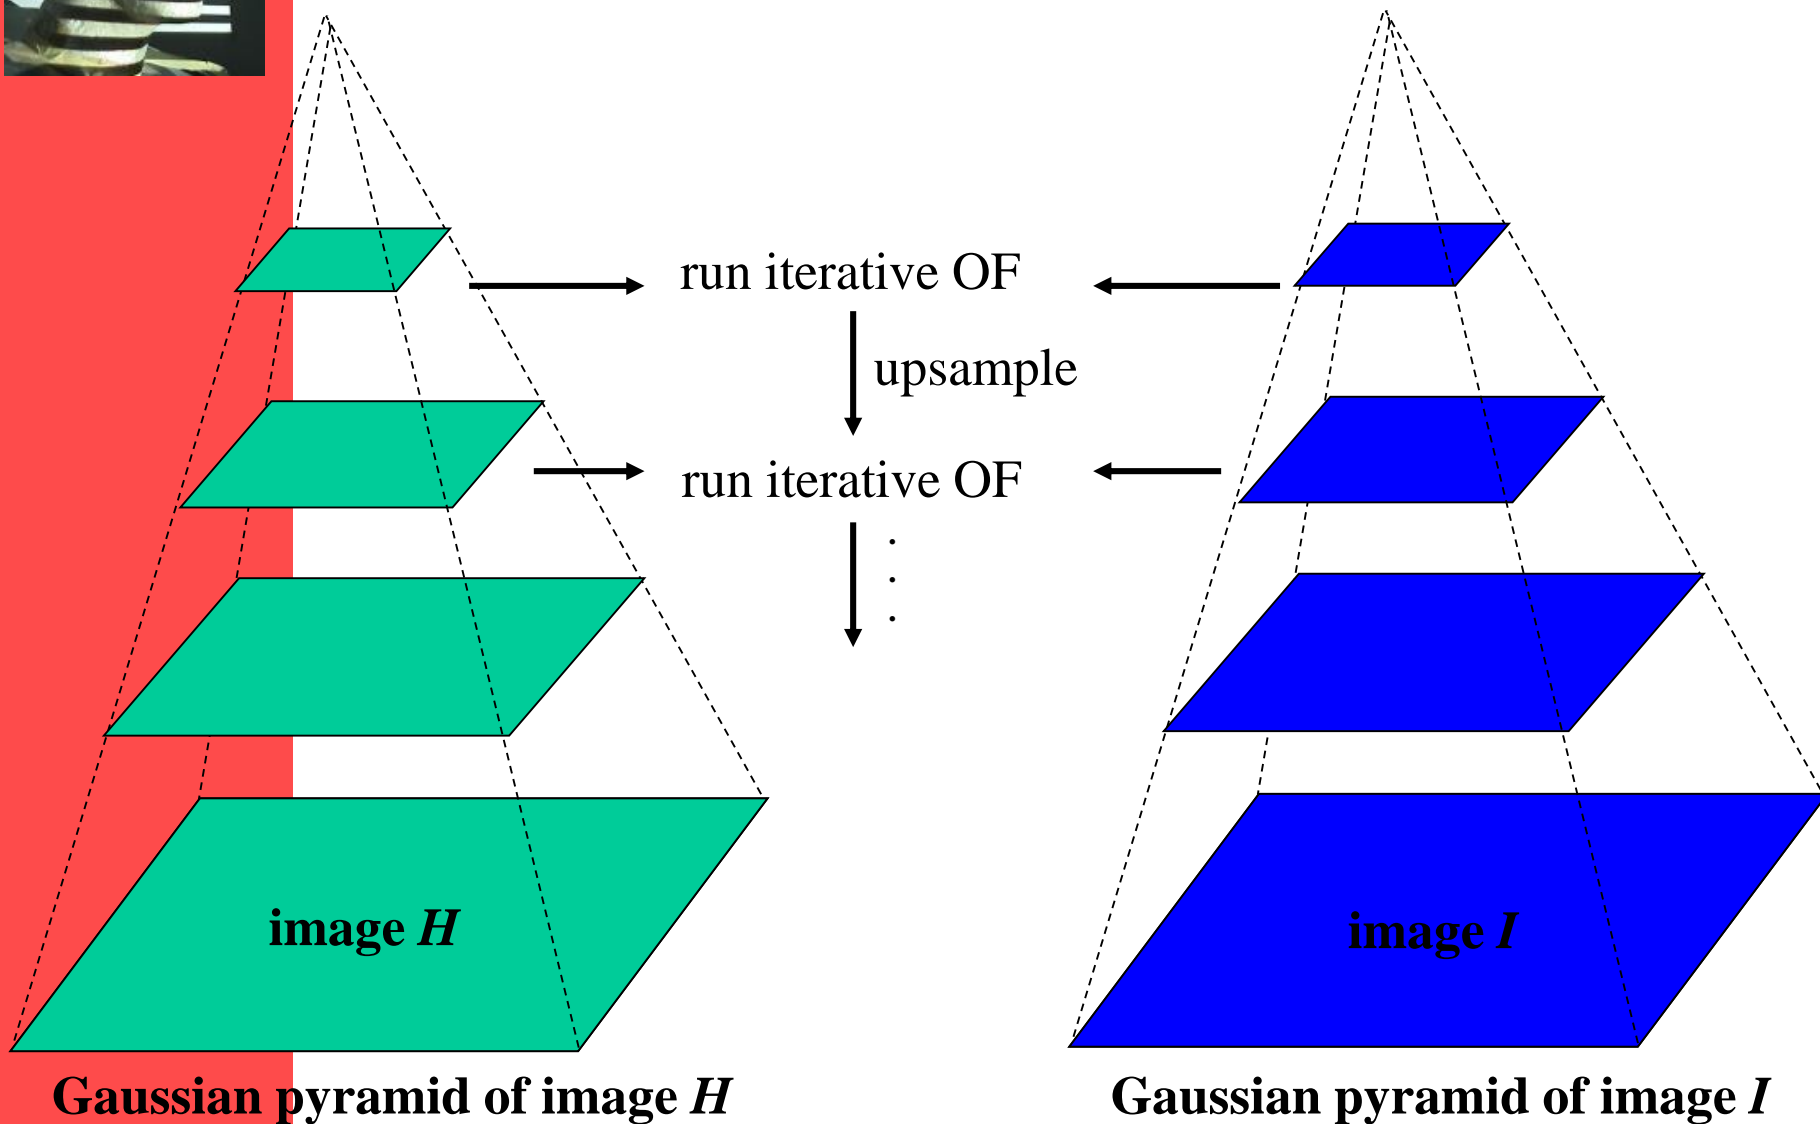 run iterative OF
upsample
run iterative OF
.
.
.
image H
image I
Gaussian pyramid of image H
Gaussian pyramid of image I